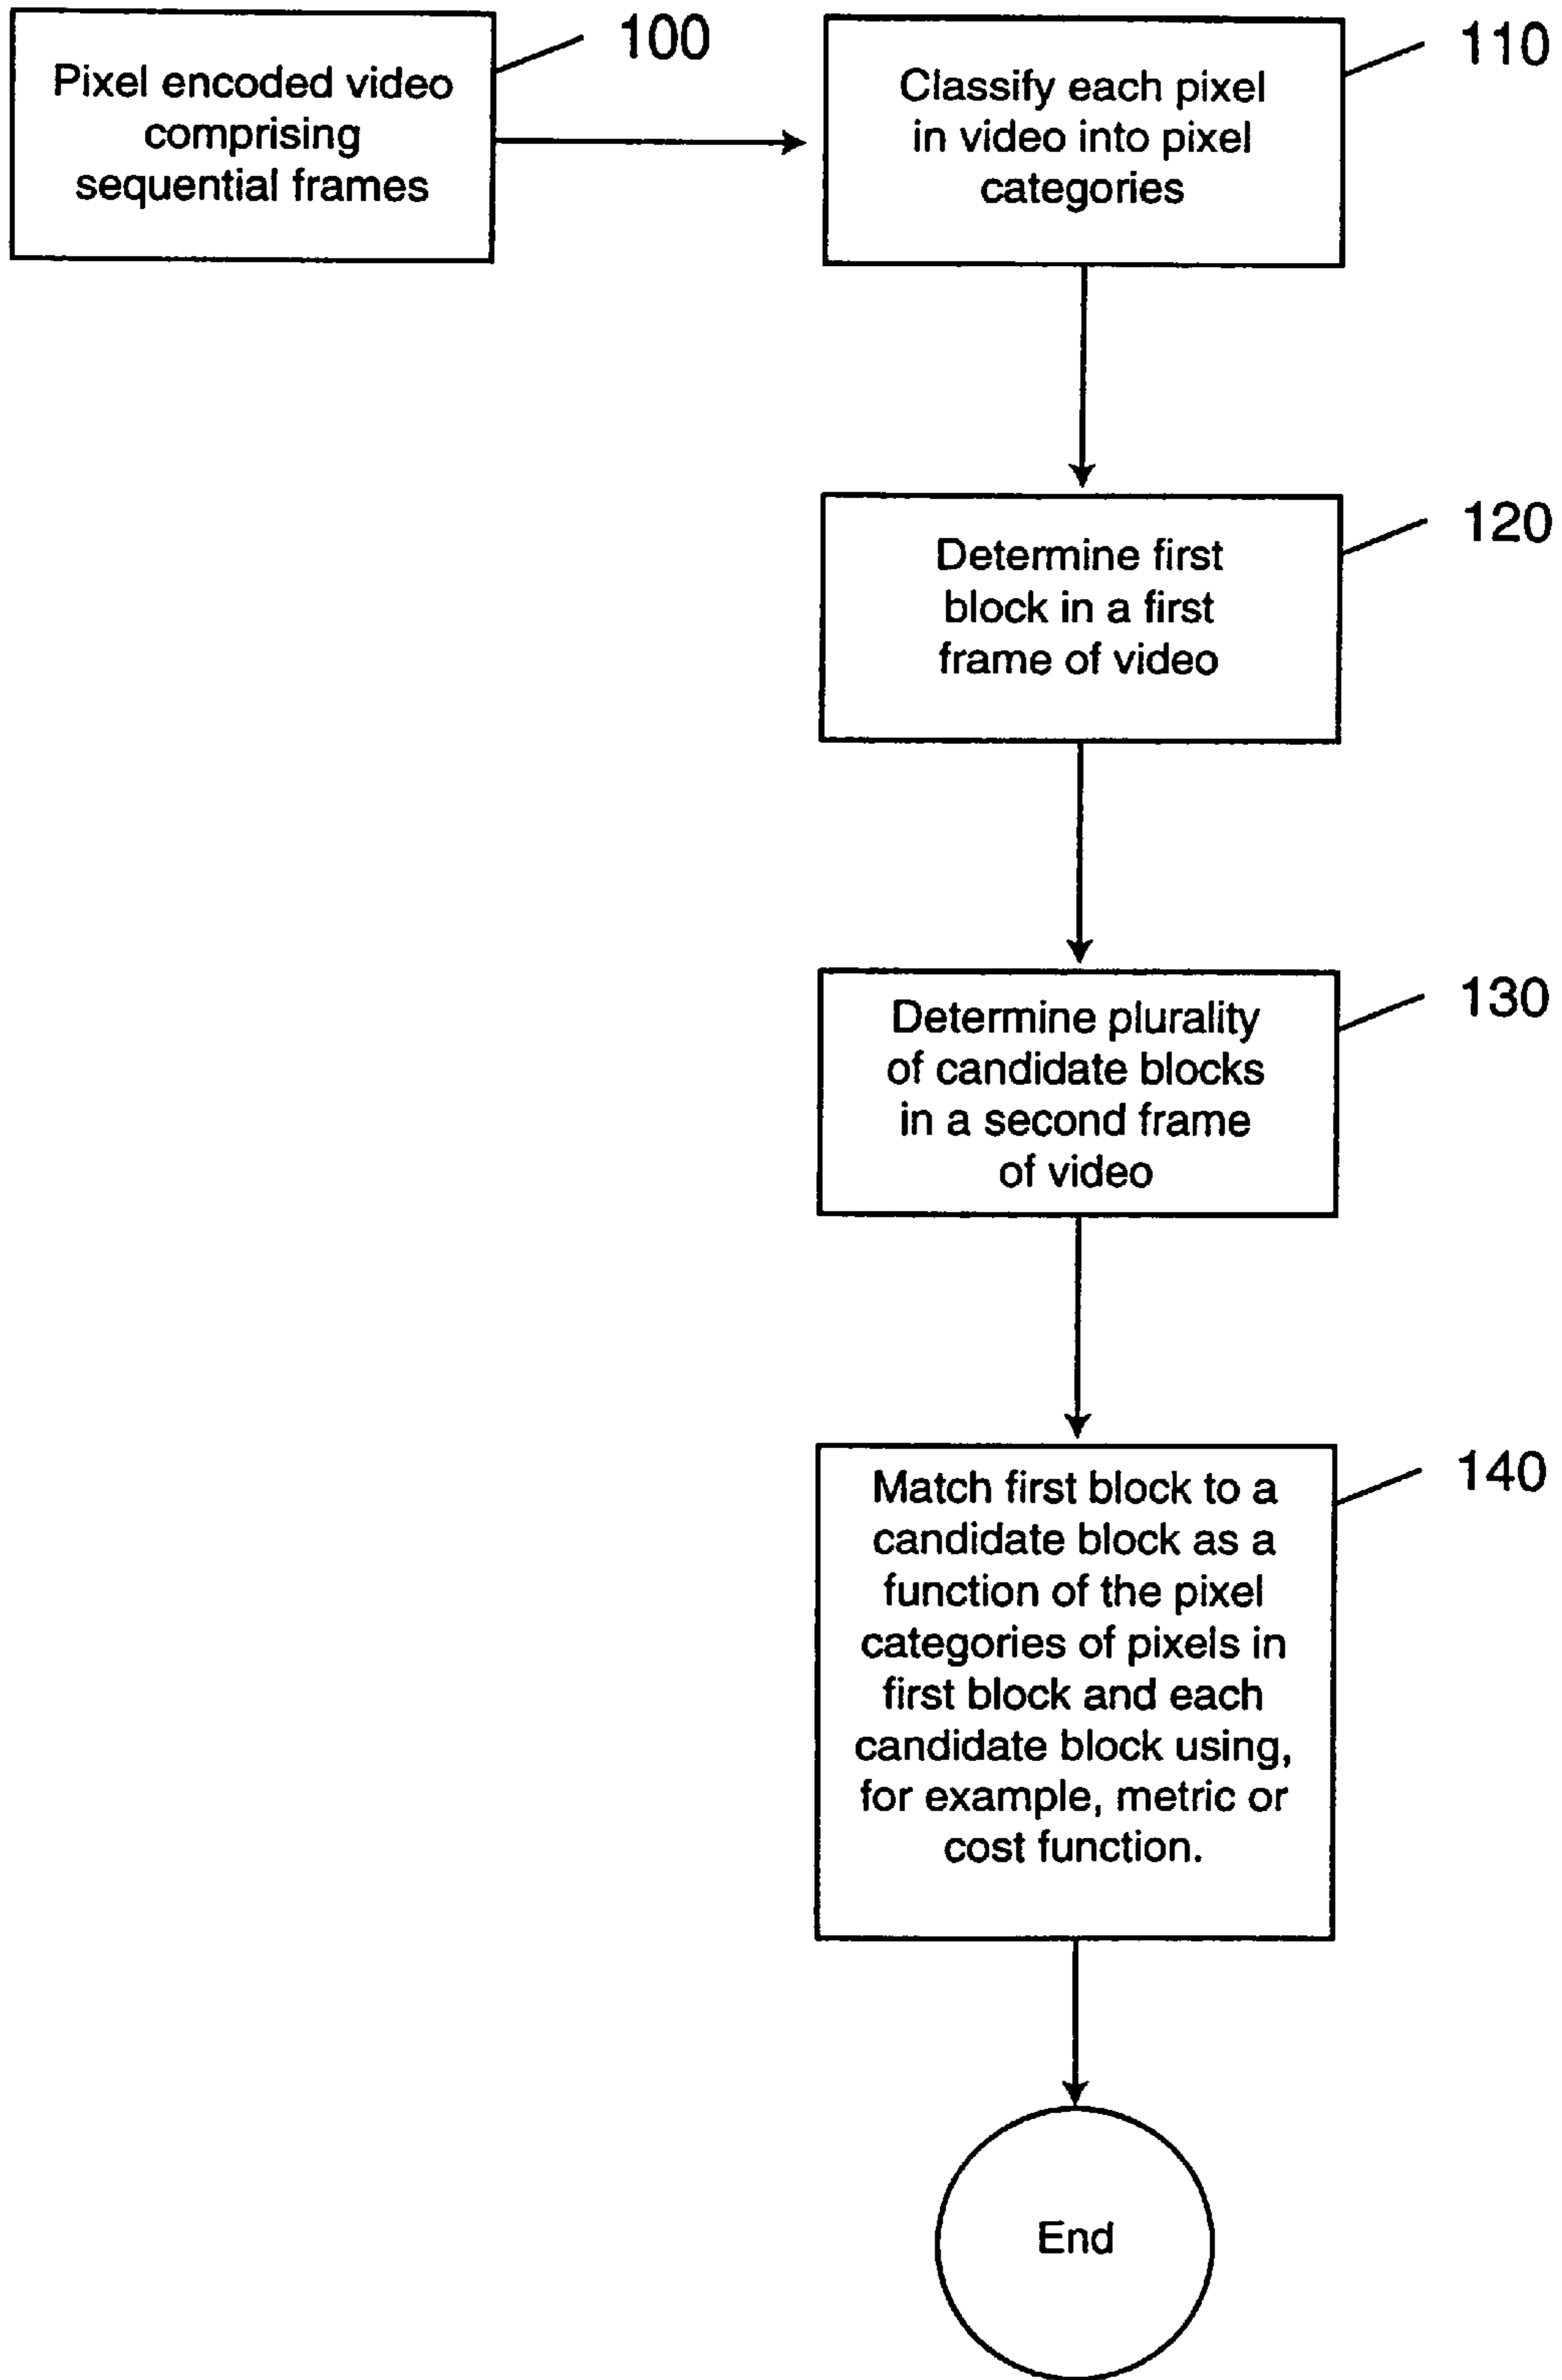 Pixel encoded video
comprising
sequential frames
100
Classify each pixel
in video into pixel
categories
110
Determine first
block in a first
frame of video
120
Determine plurality
of candidate blocks
in a second frame
of video
130
Match first block to a
candidate block as a
function of the pixel
categories of pixels in
first block and each
candidate block using,
for example, metric or
cost function.
140
End